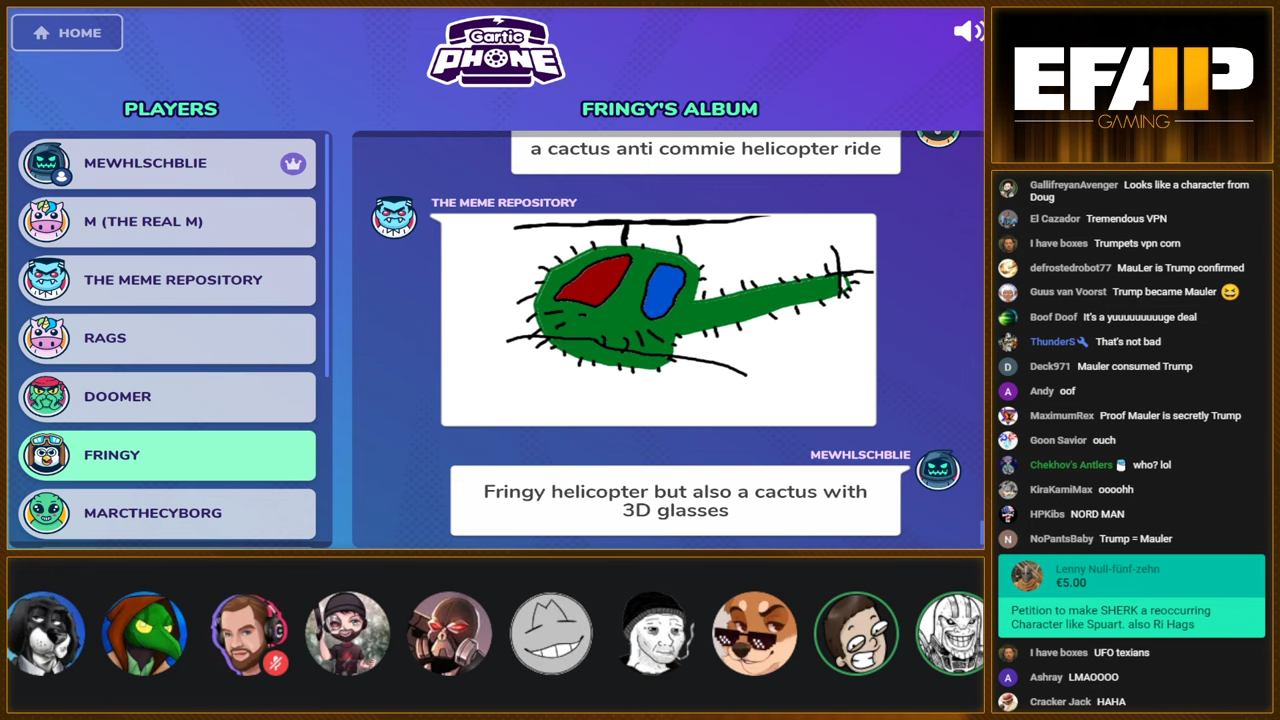 HOME
Gartic
PHONE
PLAYERS
FRINGY'S ALBUM
MEWHLSCHBLIE
M (THE REAL M)
THE MEME REPOSITORY
RAGS
DOOMER
FRINGY
MARCTHECYBORG
a cactus anti commie helicopter ride
THE MEME REPOSITORY
MEWHLSCHBLIE
Fringy helicopter but also a cactus with
3D glasses
EFAP
GAMING
GallifreyanAvenger Looks like a character from
Doug
El Cazador Tremendous VPN
I have boxes Trumpets vpn corn
defrostedrobot77 MauLer is Trump confirmed
Guus van Voorst Trump became Mauler 😆
Boof Doof It's a yuuuuuuuuge deal
ThunderS That's not bad
D Deck971 Mauler consumed Trump
A Andy oof
MaximumRex Proof Mauler is secretly Trump
Goon Savior ouch
Chekhov's Antlers who? lol
KiraKamiMax oooohh
HPKibs NORD MAN
N NoPantsBaby Trump = Mauler
Lenny Null-fünf-zehn
€5.00
Petition to make SHERK a reoccurring
Character like Spuart. also Ri Hags
I have boxes UFO texians
A Ashray LMAOOOO
Cracker Jack HAHA